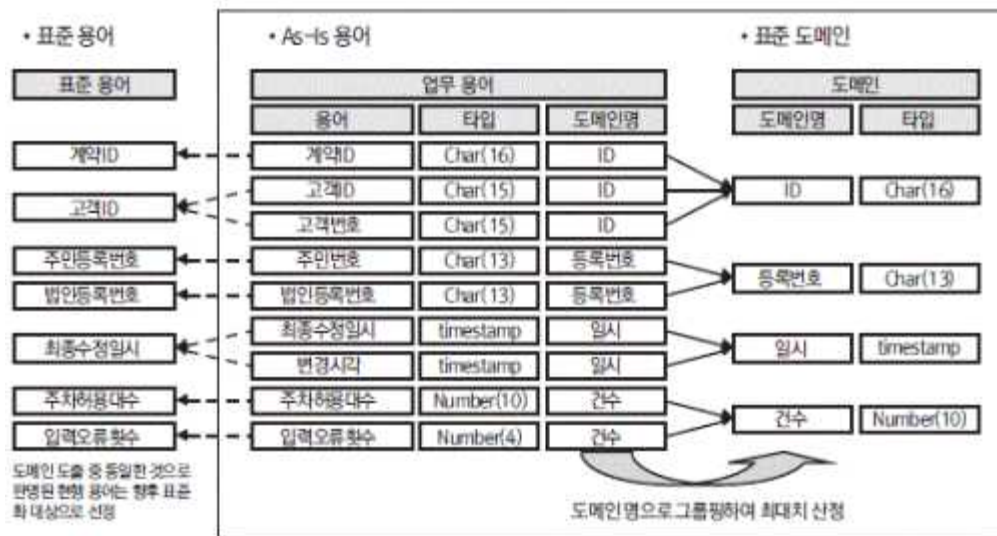 • 표준 용어
• As-Is 용어
• 표준 도메인
표준 용어
업무 용어
도메인
용어
타입
도메인명
도메인명
타입
계약ID
계약ID
Char(16)
ID
고객ID
고객ID
Char(15)
ID
ID
Char(16)
고객번호
Char(15)
ID
주민등록번호
주민번호
Char(13)
등록번호
등록번호
Char(13)
법인등록번호
법인등록번호
Char(13)
등록번호
최종수정일시
최종수정일시
timestamp
일시
일시
timestamp
변경시각
timestamp
일시
주차허용대수
주차허용대수
Number(10)
건수
건수
Number(10)
입력오류횟수
입력오류횟수
Number(4)
건수
도메인 도출 중 동일한 것으로
판명된 현행 용어는 향후 표준
화 대상으로 선정
도메인명으로 그룹핑하여 최대치 산정